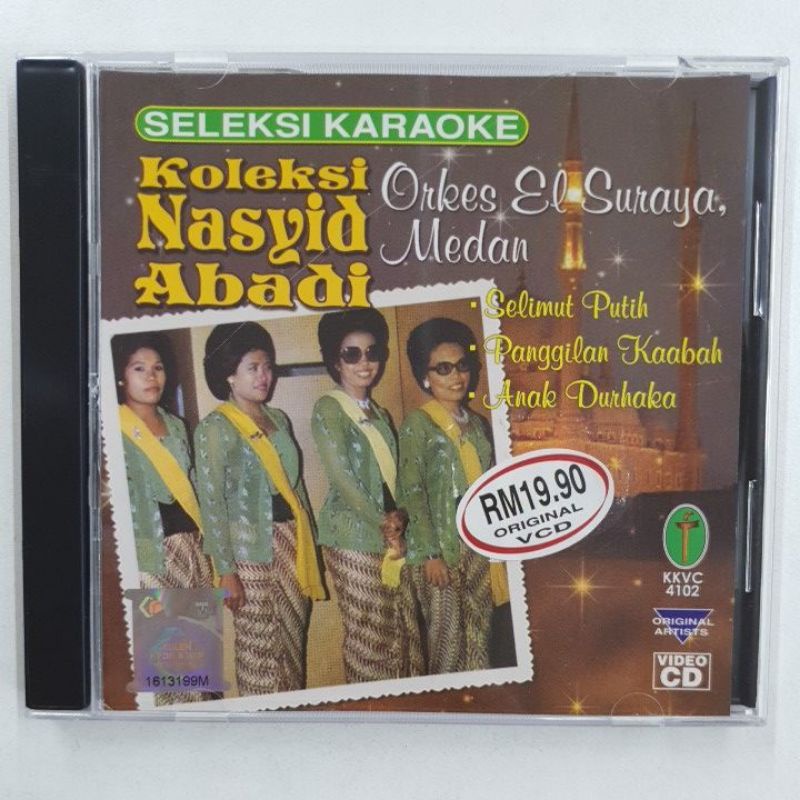 SELEKSI KARAOKE
Koleksi
Nasyid
Abadi
Orkes El Suraya,
Medan
• Selimut Putih
• Panggilan Kaabah
• Anak Durhaka
RM19.90
ORIGINAL
VCD
KKVC
4102
ORIGINAL
ARTISTS
VIDEO
CD
1613199M